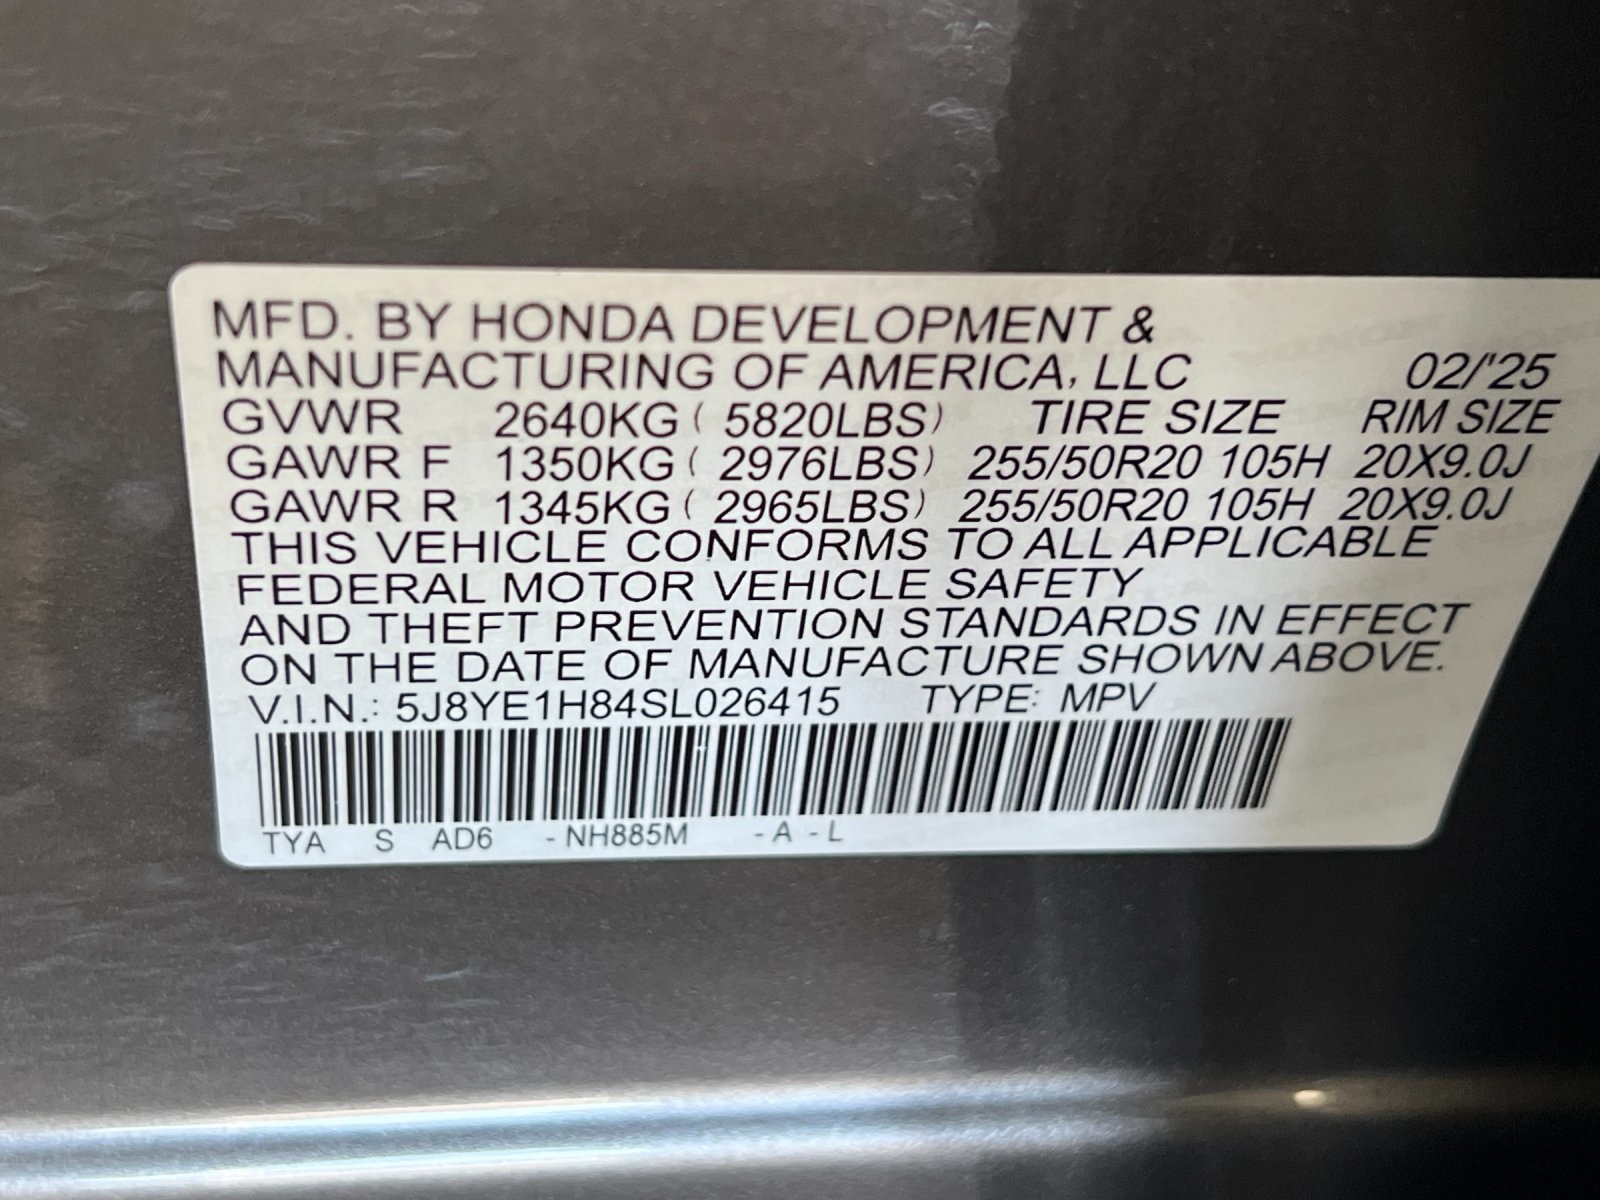 MFD. BY HONDA DEVELOPMENT &
MANUFACTURING OF AMERICA, LLC 02/'25
GVWR 2640KG ( 5820LBS) TIRE SIZE RIM SIZE
GAWR F 1350KG ( 2976LBS) 255/50R20 105H 20X9.0J
GAWR R 1345KG ( 2965LBS) 255/50R20 105H 20X9.0J
THIS VEHICLE CONFORMS TO ALL APPLICABLE
FEDERAL MOTOR VEHICLE SAFETY
AND THEFT PREVENTION STANDARDS IN EFFECT
ON THE DATE OF MANUFACTURE SHOWN ABOVE.
V.I.N.: 5J8YE1H84SL026415 TYPE: MPV
TYA S AD6 - NH885M - A - L